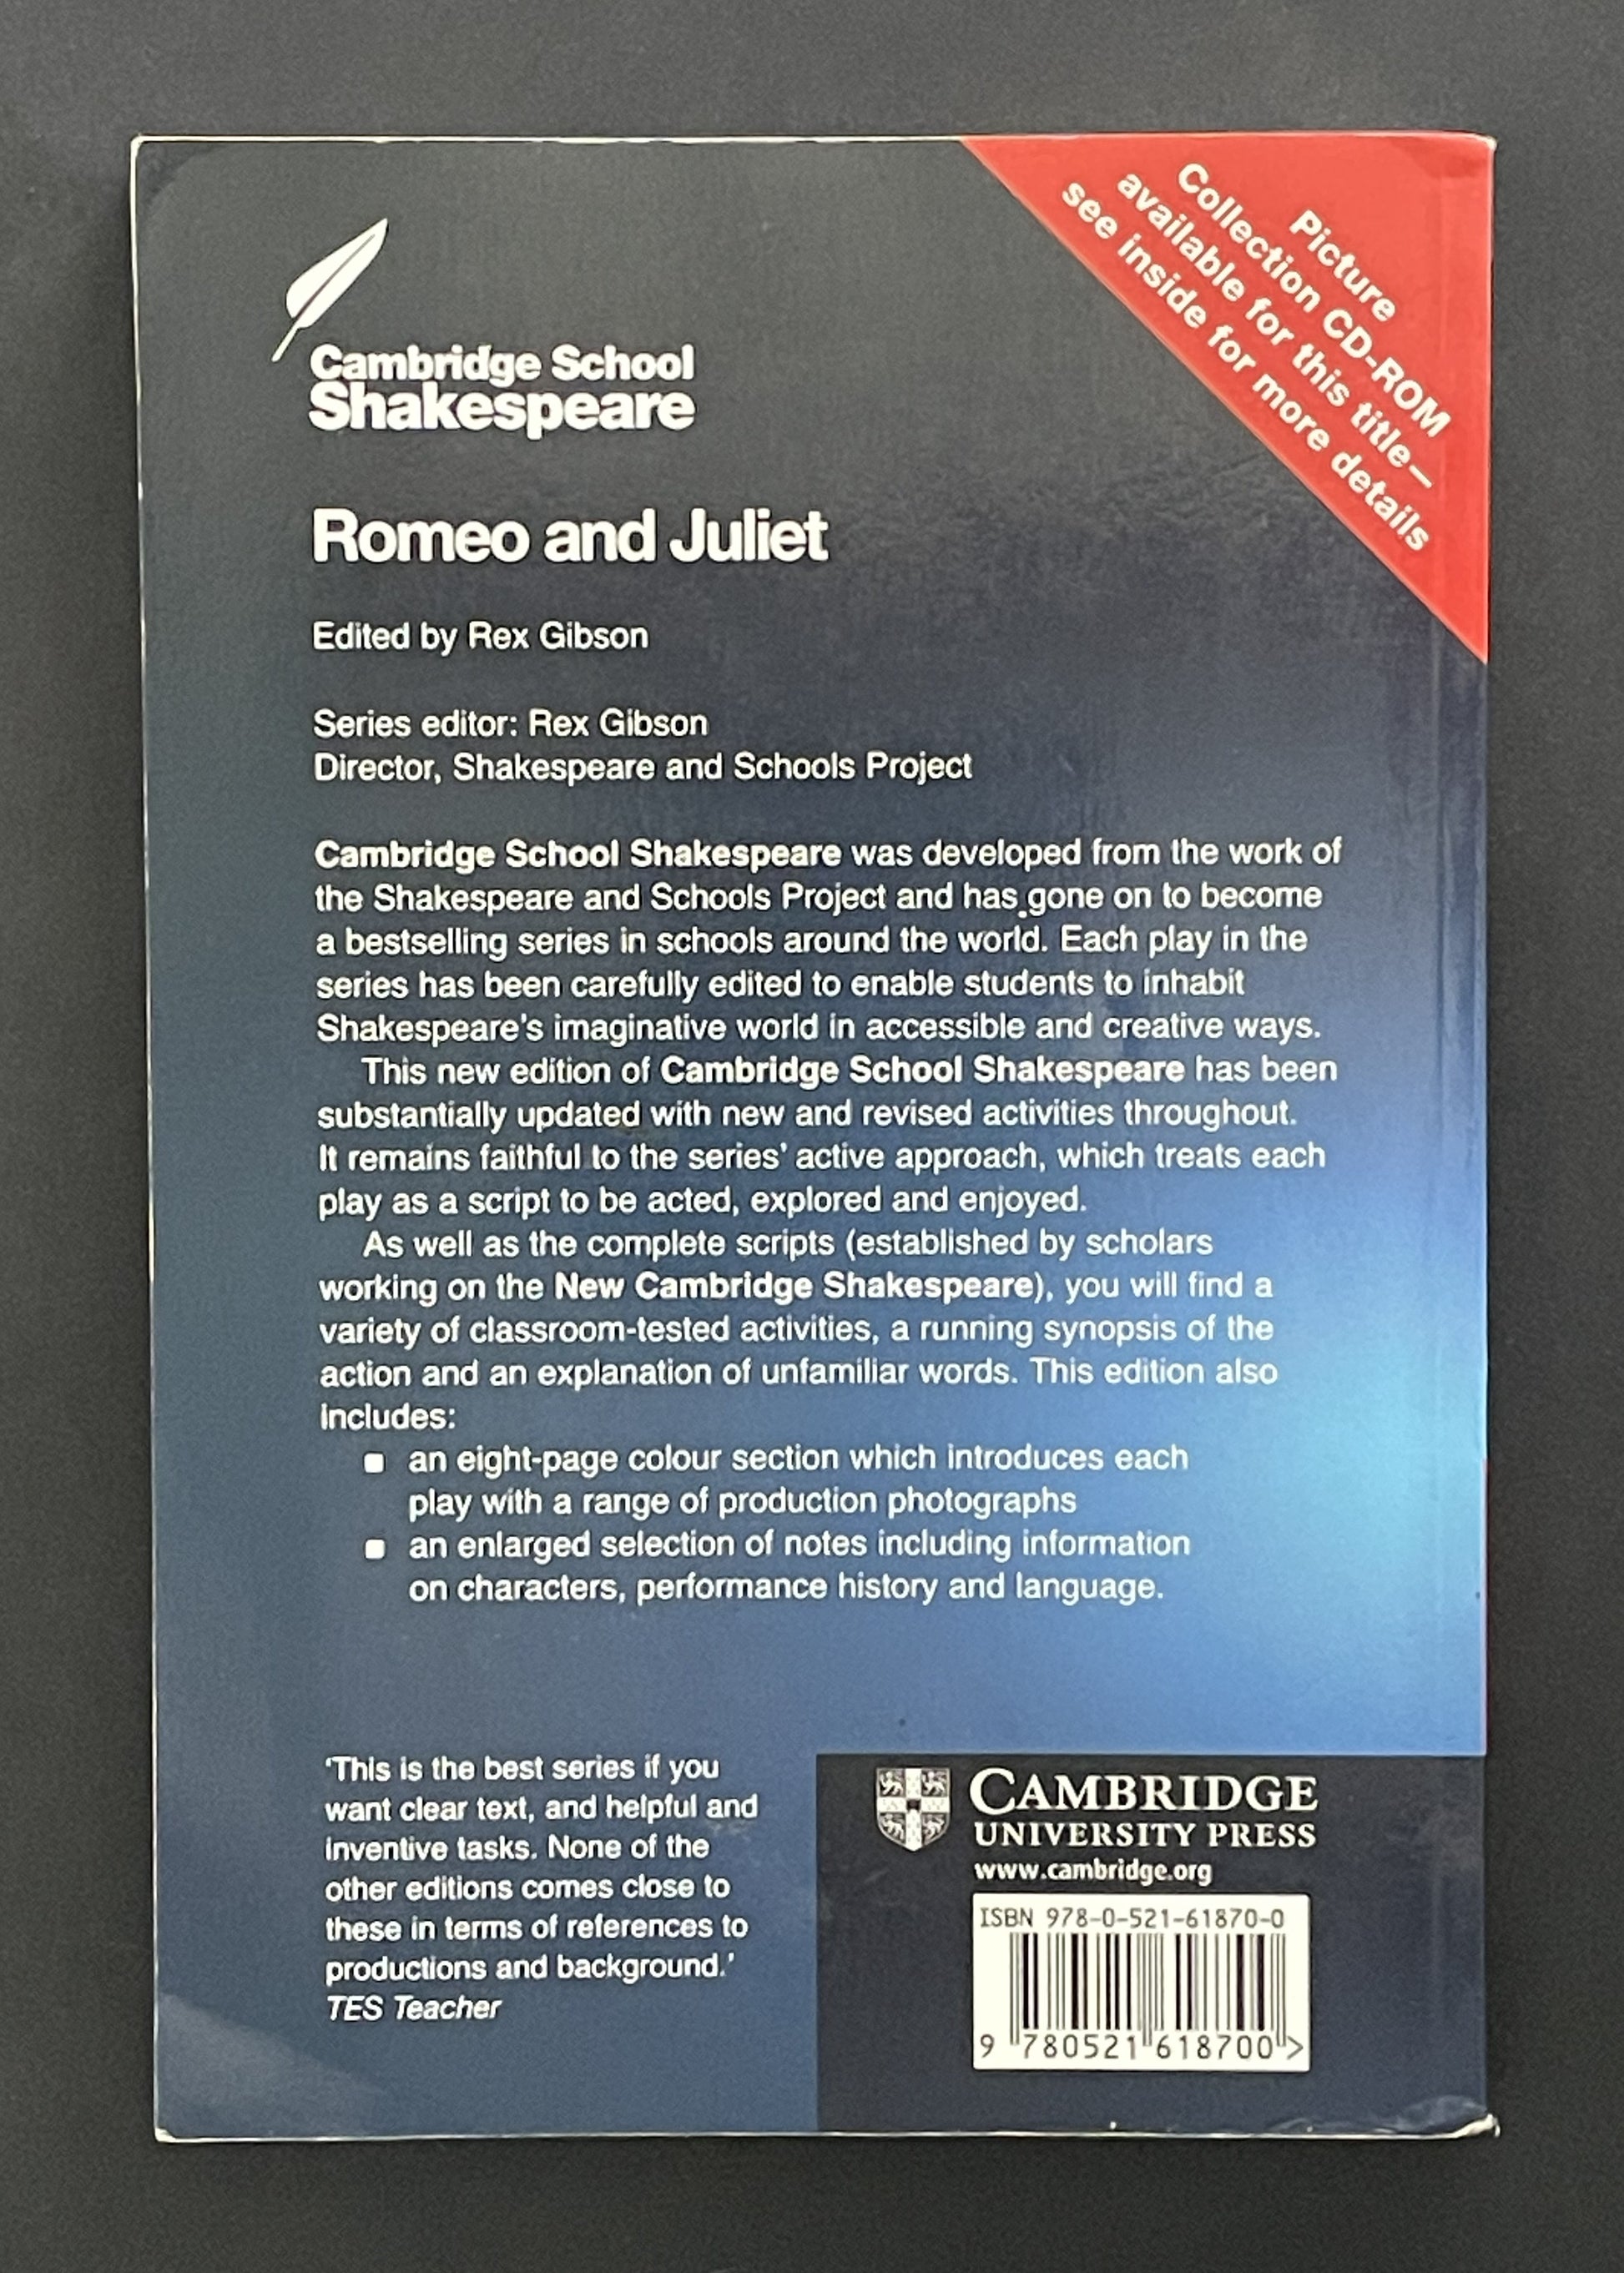 Picture
Collection CD-ROM
available for this title–
see inside for more details
Cambridge School
Shakespeare
Romeo and Juliet
Edited by Rex Gibson
Series editor: Rex Gibson
Director, Shakespeare and Schools Project
Cambridge School Shakespeare was developed from the work of
the Shakespeare and Schools Project and has gone on to become
a bestselling series in schools around the world. Each play in the
series has been carefully edited to enable students to inhabit
Shakespeare's imaginative world in accessible and creative ways.
This new edition of Cambridge School Shakespeare has been
substantially updated with new and revised activities throughout.
It remains faithful to the series' active approach, which treats each
play as a script to be acted, explored and enjoyed.
As well as the complete scripts (established by scholars
working on the New Cambridge Shakespeare), you will find a
variety of classroom-tested activities, a running synopsis of the
action and an explanation of unfamiliar words. This edition also
includes:
■ an eight-page colour section which introduces each
play with a range of production photographs
■ an enlarged selection of notes including information
on characters, performance history and language.
'This is the best series if you
want clear text, and helpful and
inventive tasks. None of the
other editions comes close to
these in terms of references to
productions and background.'
TES Teacher
CAMBRIDGE
UNIVERSITY PRESS
www.cambridge.org
ISBN 978-0-521-61870-0
9 780521 618700 >